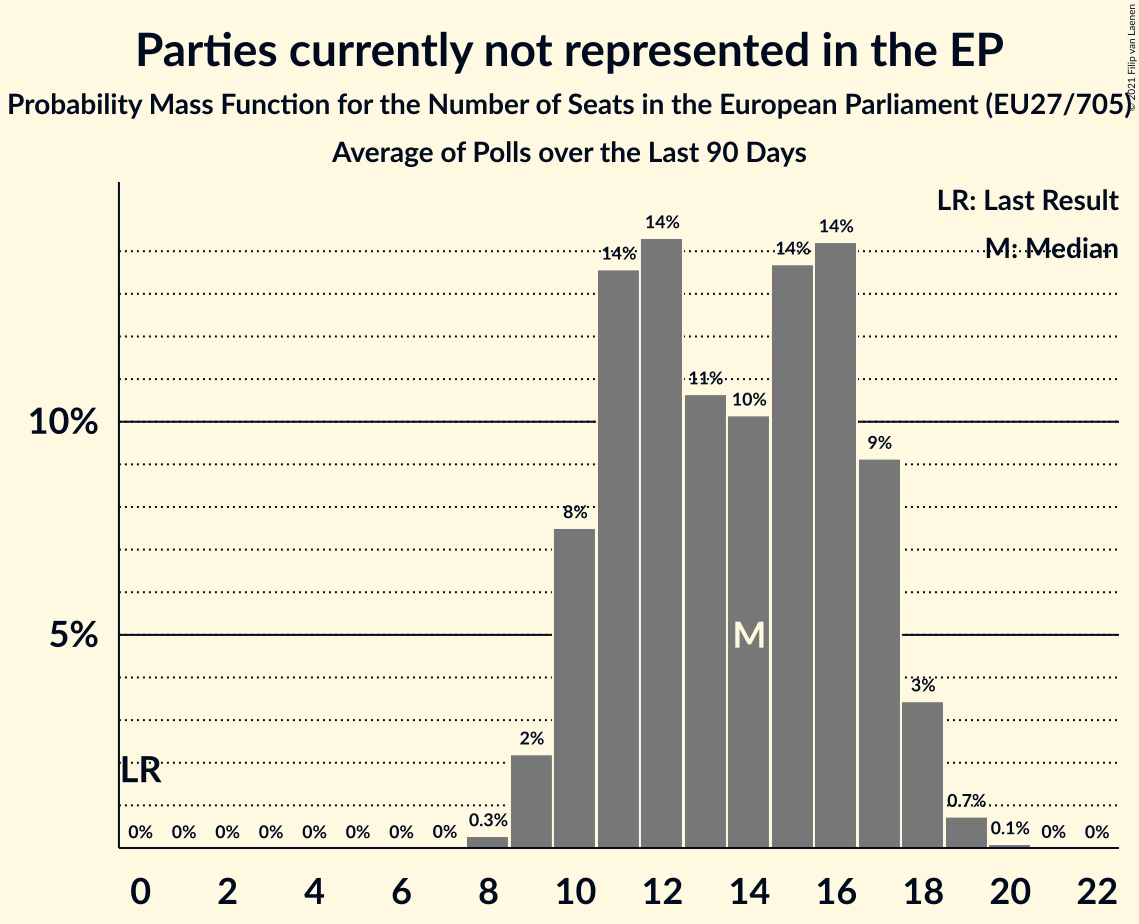 Parties currently not represented in the EP
Probability Mass Function for the Number of Seats in the European Parliament (EU27/705)
Average of Polls over the Last 90 Days
© 2021 Filip van Laenen
LR: Last Result
M: Median
10%
5%
LR
M
0%
0%
0%
0%
0%
0%
0%
0%
0.3%
2%
8%
14%
14%
11%
10%
14%
14%
9%
3%
0.7%
0.1%
0%
0%
0 2 4 6 8 10 12 14 16 18 20 22